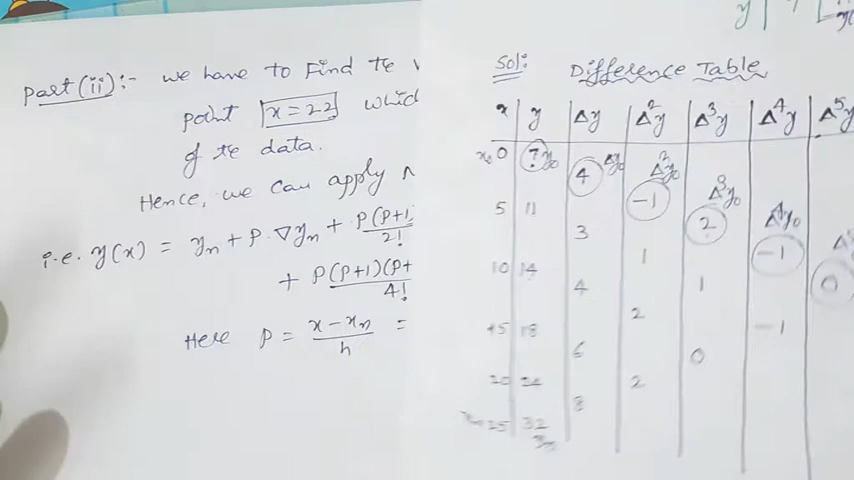 Part(ii):- we have to Find te
point x = 22 which
of te data.
Hence, we can apply
i.e. y(x) = yₙ + P·∇yₙ + P(P+1)/2!
+ P(P+1)(P+/4!
Here P = (x-xₙ)/h =
Sol:
Difference Table
x y Δy Δ²y Δ³y Δ⁴y Δ⁵y
x₀ 0 7 y₀
4 Δy₀
-1 Δ²y₀
2 Δ³y₀
-1 Δ⁴y₀
0
5 11
3
1
1
-1
10 14
4
2
0
15 18
6
2
20 24
8
xₙ 25 32
yₙ